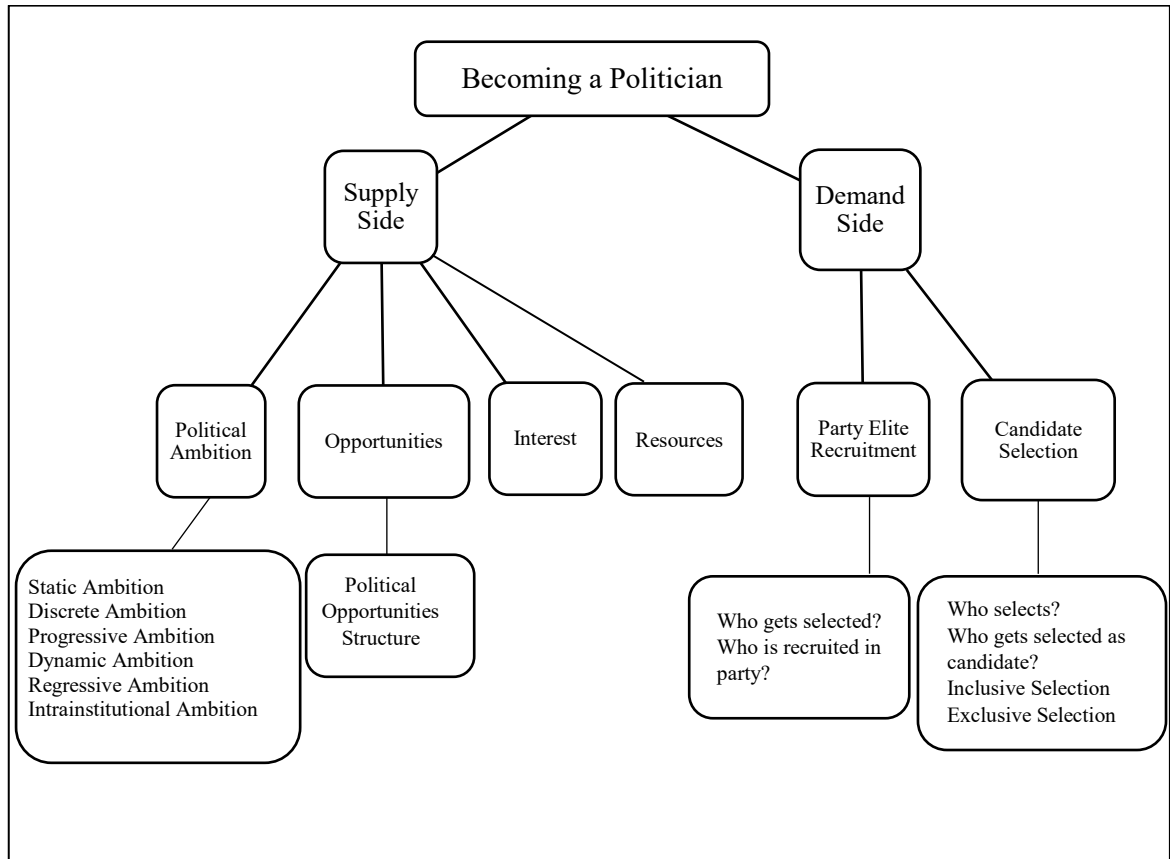 Becoming a Politician
Supply
Side
Demand
Side
Political
Ambition
Opportunities
Interest
Resources
Party Elite
Recruitment
Candidate
Selection
Static Ambition
Discrete Ambition
Progressive Ambition
Dynamic Ambition
Regressive Ambition
Intrainstitutional Ambition
Political
Opportunities
Structure
Who gets selected?
Who is recruited in
party?
Who selects?
Who gets selected as
candidate?
Inclusive Selection
Exclusive Selection